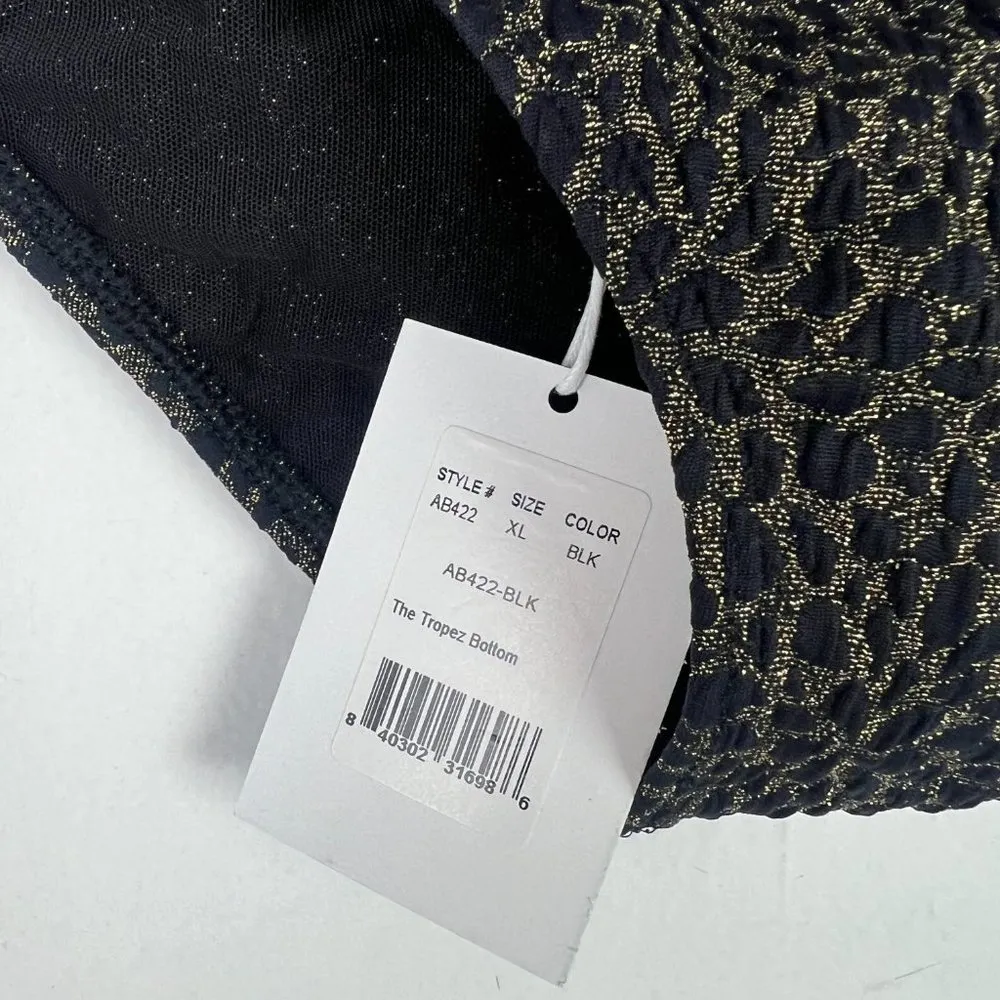 STYLE # SIZE COLOR
AB422 XL BLK
AB422-BLK
The Tropez Bottom
8 40302 31698 6